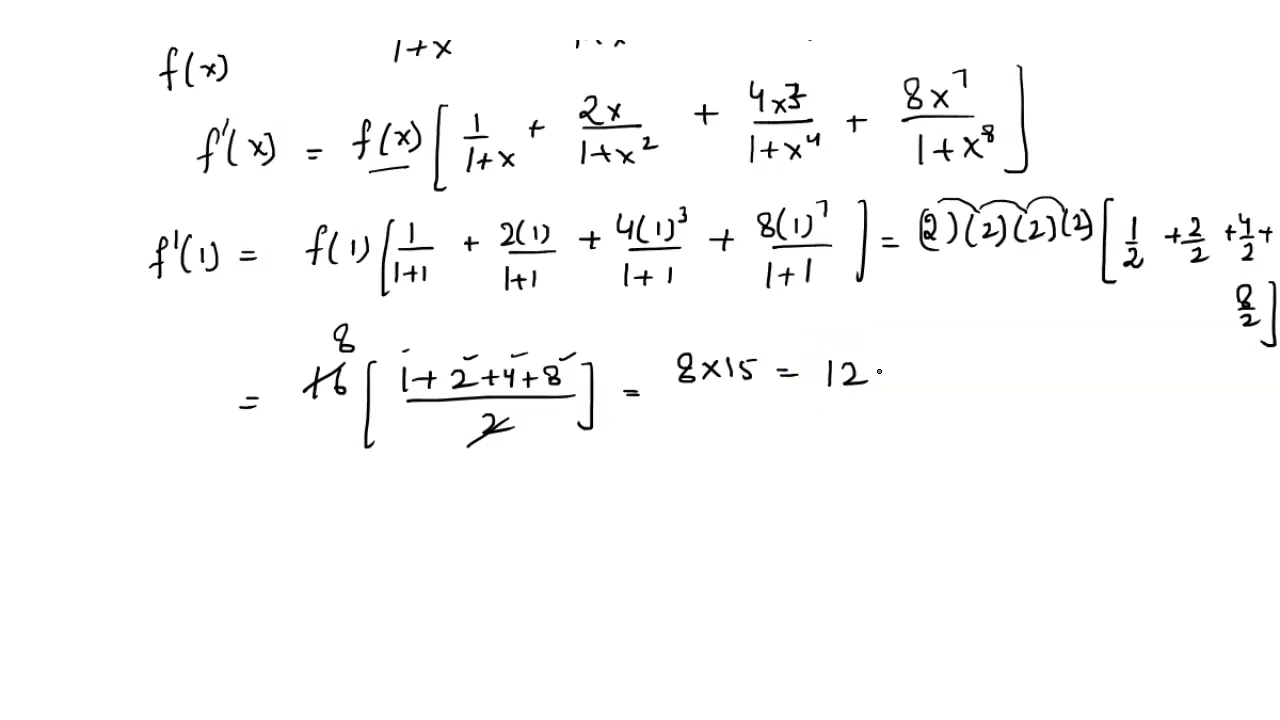 1+x
f(x)
f'(x) = f(x) [ 1/(1+x) + 2x/(1+x²) + 4x³/(1+x⁴) + 8x⁷/(1+x⁸) ]
f'(1) = f(1) [ 1/(1+1) + 2(1)/(1+1) + 4(1)³/(1+1) + 8(1)⁷/(1+1) ] = (2)(2)(2)(2) [ 1/2 + 2/2 + 4/2 +
8/2 ]
8
= 16 [ (1+2+4+8)/2 ] = 8×15 = 12